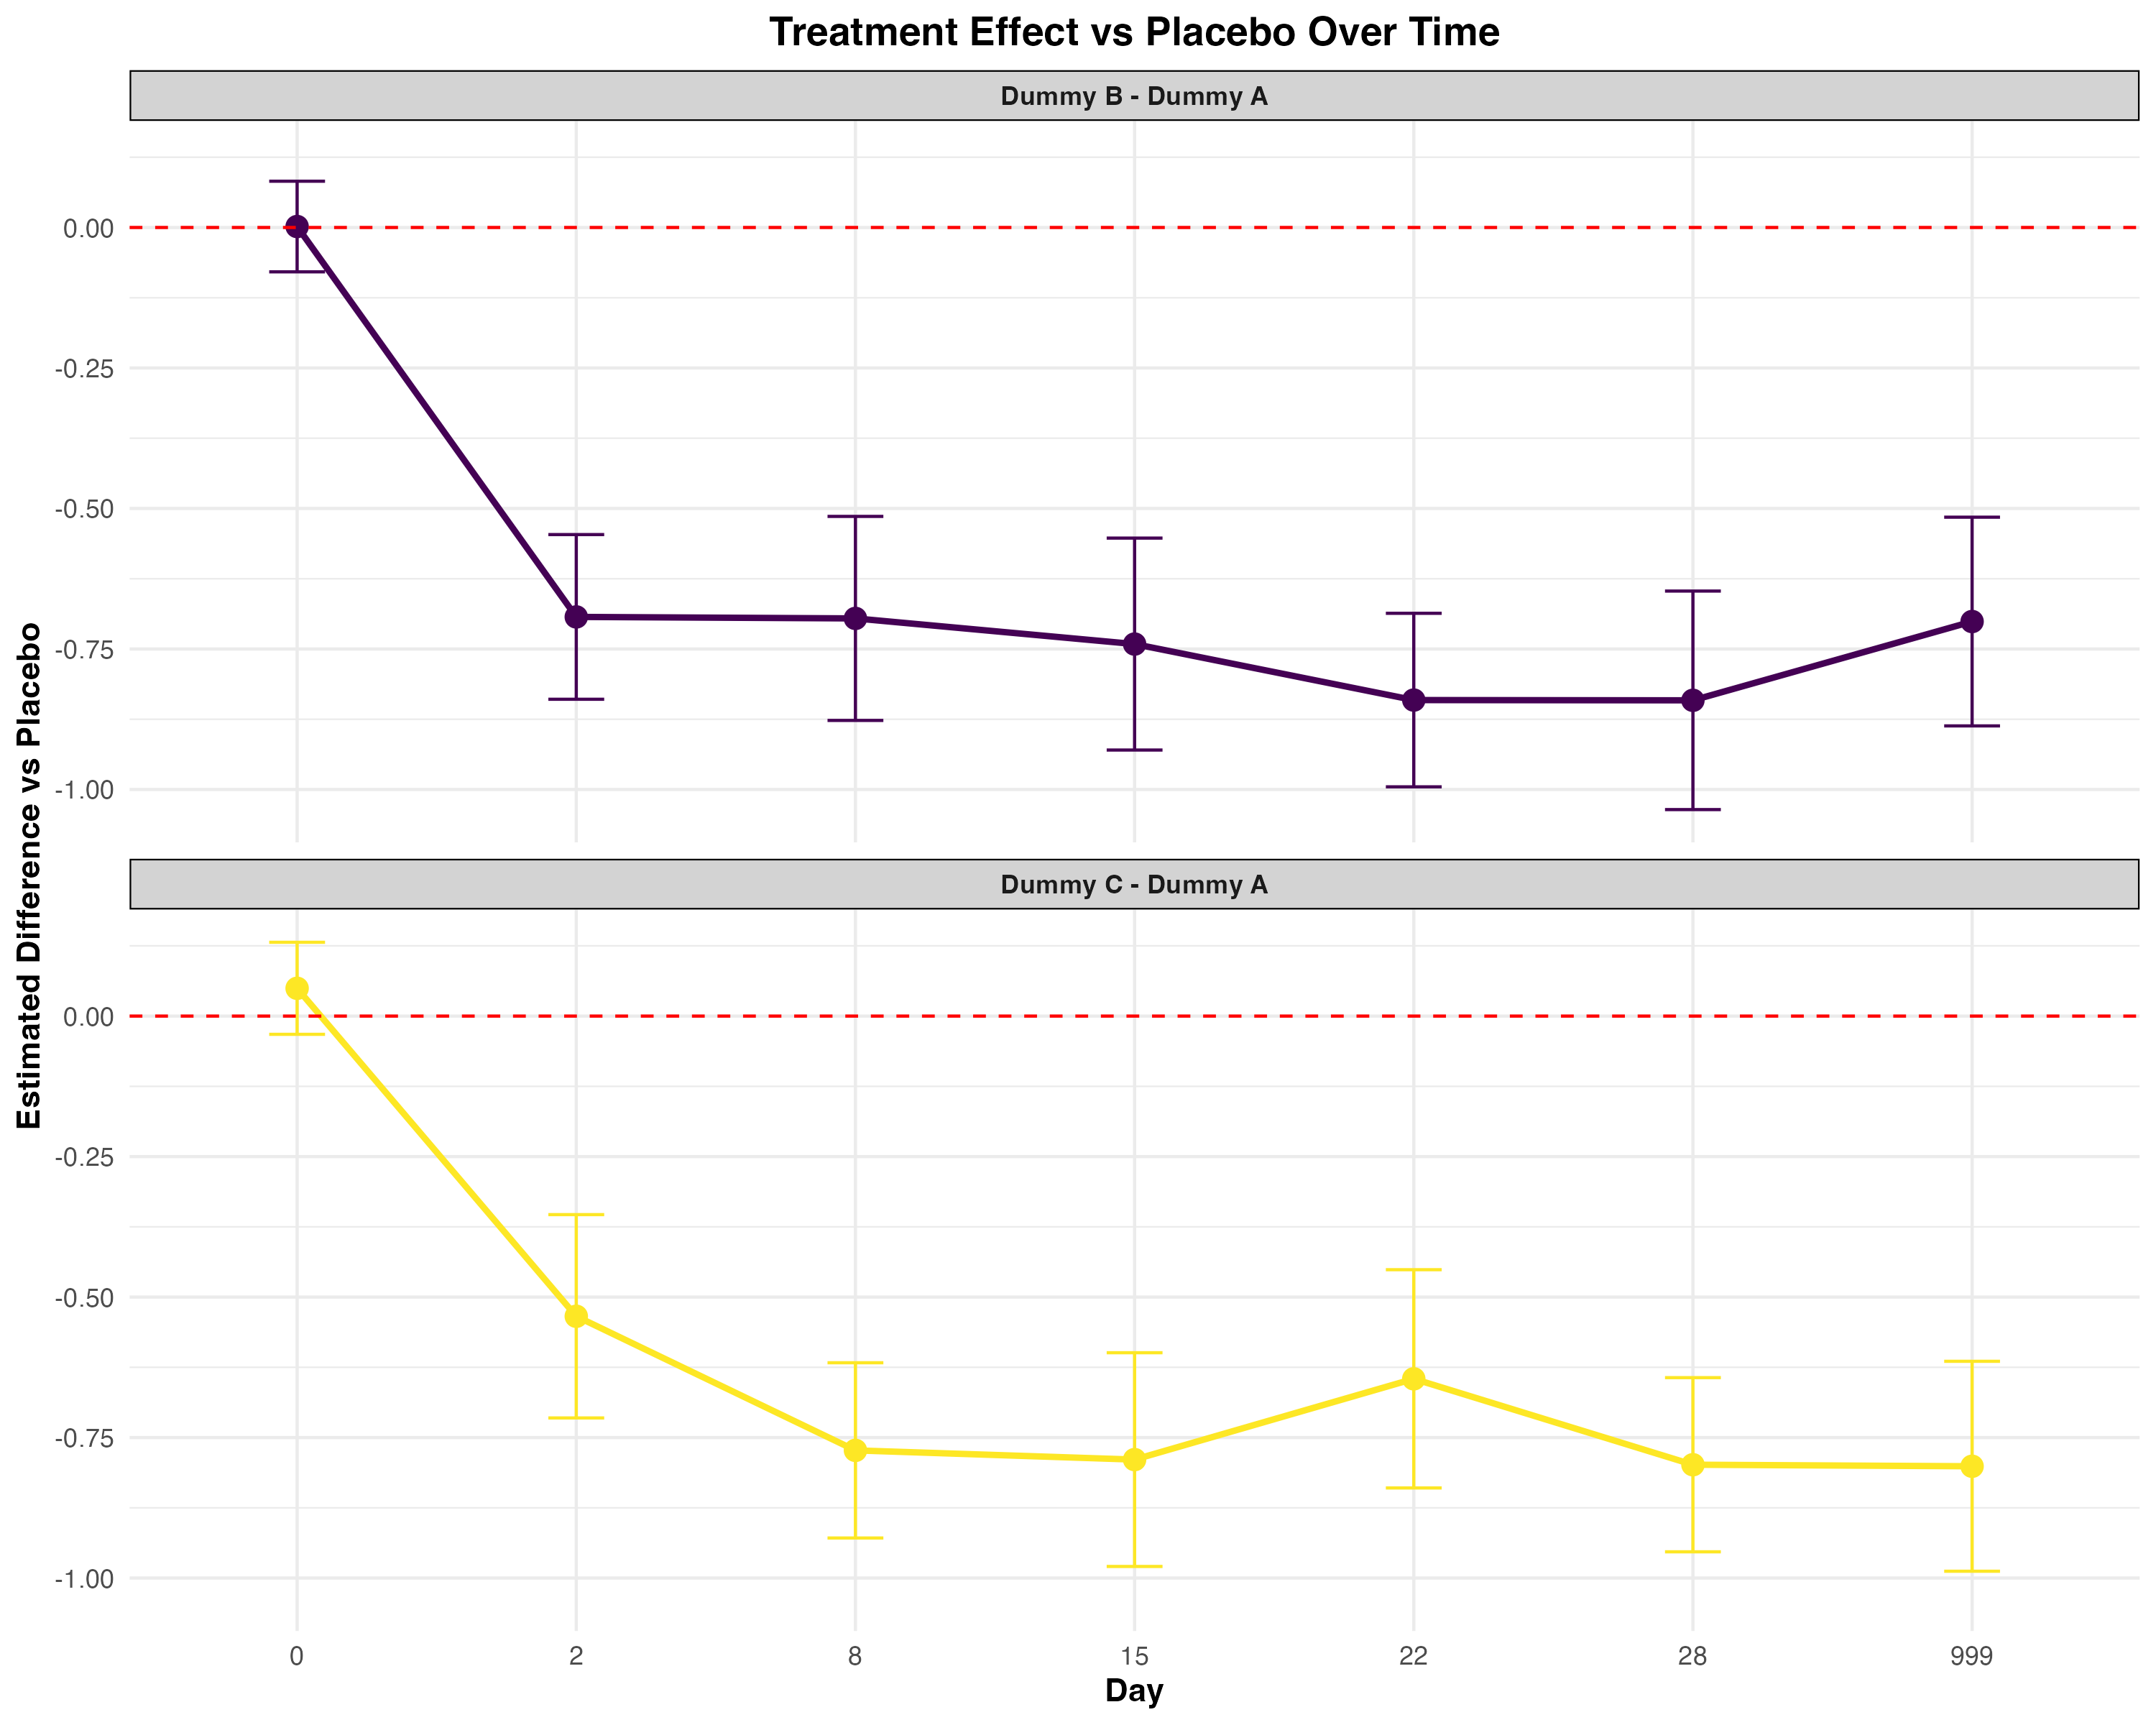 Treatment Effect vs Placebo Over Time
Dummy B - Dummy A
0.00
-0.25
-0.50
-0.75
-1.00
Dummy C - Dummy A
0.00
-0.25
-0.50
-0.75
-1.00
Estimated Difference vs Placebo
0 2 8 15 22 28 999
Day